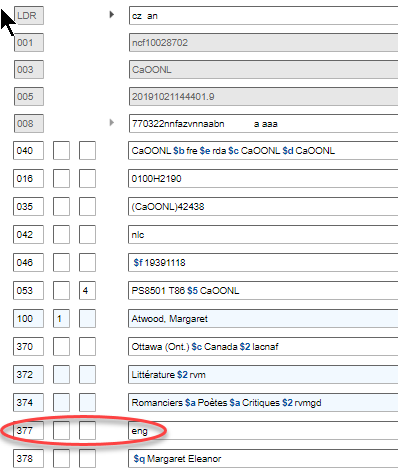 LDR cz an
001 ncf10028702
003 CaOONL
005 20191021144401.9
008 770322nnfazvnnaabn a aaa
040 CaOONL $b fre $e rda $c CaOONL $d CaOONL
016 0100H2190
035 (CaOONL)42438
042 nlc
046 $f 19391118
053 4 PS8501 T86 $5 CaOONL
100 1 Atwood, Margaret
370 Ottawa (Ont.) $c Canada $2 lacnaf
372 Littérature $2 rvm
374 Romanciers $a Poètes $a Critiques $2 rvmgd
377 eng
378 $q Margaret Eleanor